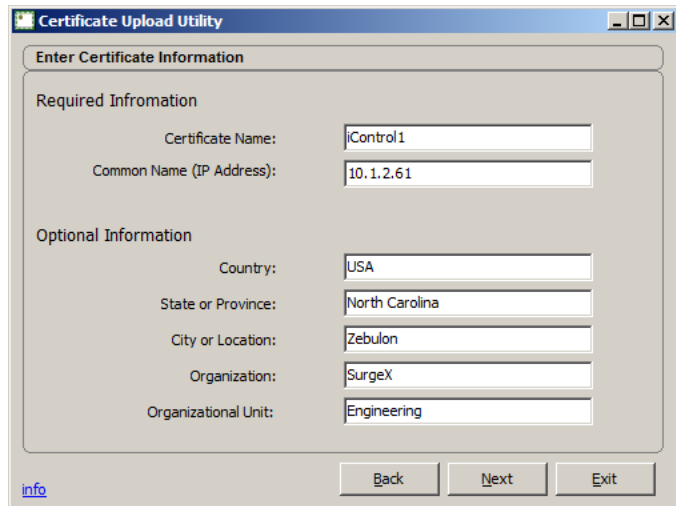 Certificate Upload Utility
Enter Certificate Information
Required Infromation
Certificate Name: iControl1
Common Name (IP Address): 10.1.2.61
Optional Information
Country: USA
State or Province: North Carolina
City or Location: Zebulon
Organization: SurgeX
Organizational Unit: Engineering
info Back Next Exit